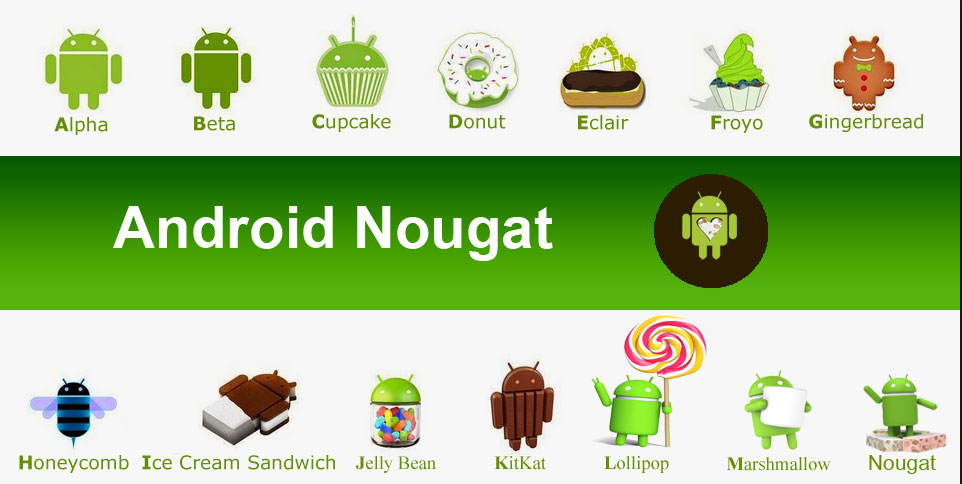 Alpha
Beta
Cupcake
Donut
Eclair
Froyo
Gingerbread
Android Nougat
Honeycomb
Ice Cream Sandwich
Jelly Bean
KitKat
Lollipop
Marshmallow
Nougat